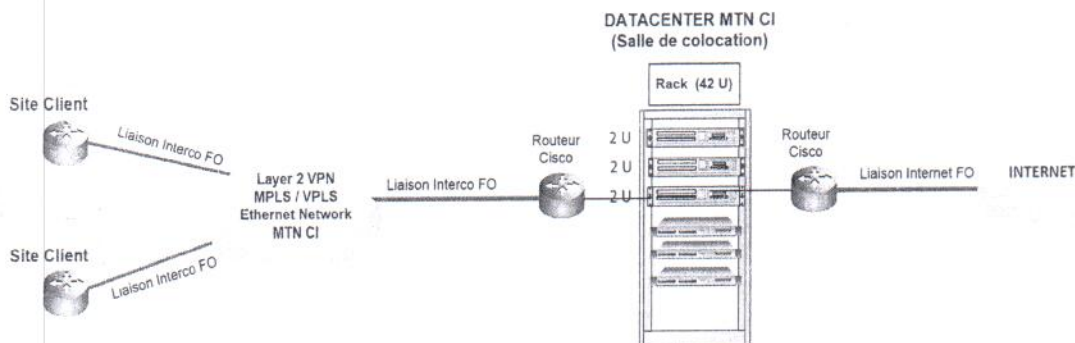 DATACENTER MTN CI
(Salle de colocation)
Rack (42 U)
Site Client
Liaison Interco FO
Routeur
Cisco
2 U
2 U
2 U
Routeur
Cisco
Layer 2 VPN
MPLS / VPLS
Ethernet Network
MTN CI
Liaison Interco FO
Liaison Internet FO
INTERNET
Site Client
Liaison Interco FO